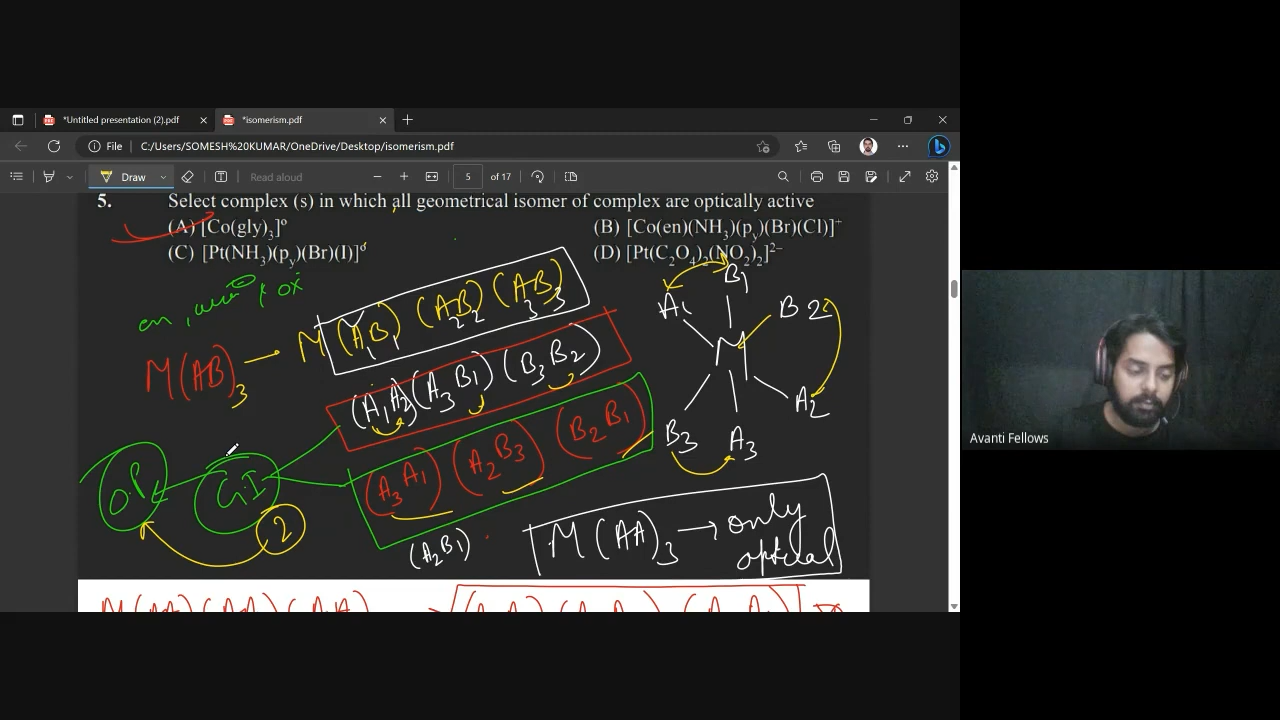 *Untitled presentation (2).pdf
*isomerism.pdf
File
C:/Users/SOMESH%20KUMAR/OneDrive/Desktop/isomerism.pdf
Draw
Read aloud
5 of 17
5. Select complex (s) in which all geometrical isomer of complex are optically active
(A) [Co(gly)₃]⁰
(B) [Co(en)(NH₃)(pᵧ)(Br)(Cl)]⁺
(C) [Pt(NH₃)(pᵧ)(Br)(I)]⁰
(D) [Pt(C₂O₄)₂(NO₂)₂]²⁻
en, & ox
M(AB)₃ → M(A₁B₁) (A₂B₂) (A₃B₃)
(A₁A₂)(A₃B1)(B₃B₂)
(A₃A₁) (A₂B₃) (B₂B₁)
(A₂B₁)
O.P
G.I
2
B₁
A₁
B2
M
A₂
B₃
A₃
M(AA)₃ → only
optical
Avanti Fellows